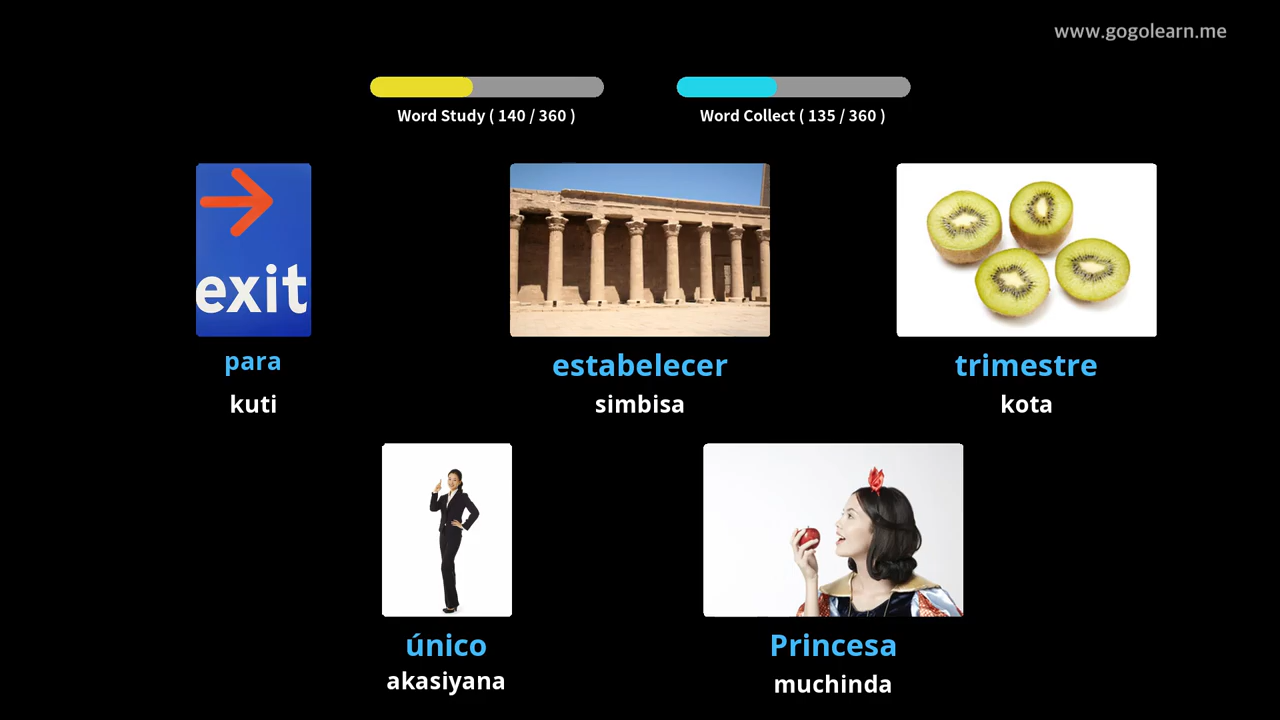 www.gogolearn.me
Word Study ( 140 / 360 )
Word Collect ( 135 / 360 )
exit
para
kuti
estabelecer
simbisa
trimestre
kota
único
akasiyana
Princesa
muchinda